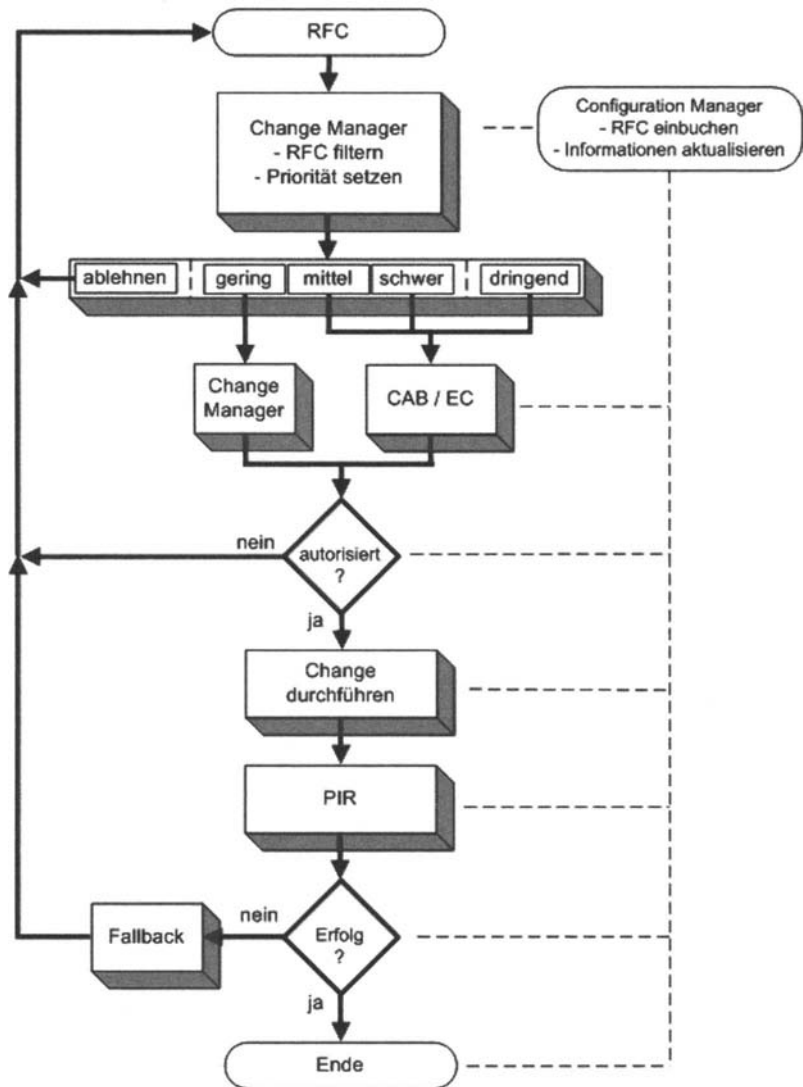 RFC
Change Manager
- RFC filtern
- Priorität setzen
Configuration Manager
- RFC einbuchen
- Informationen aktualisieren
ablehnen
gering
mittel
schwer
dringend
Change
Manager
CAB / EC
nein
autorisiert
?
ja
Change
durchführen
PIR
Fallback
nein
Erfolg
?
ja
Ende